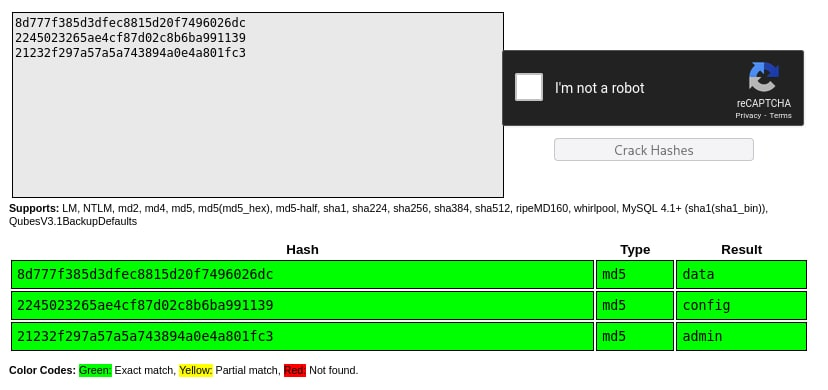 8d777f385d3dfec8815d20f7496026dc
2245023265ae4cf87d02c8b6ba991139
21232f297a57a5a743894a0e4a801fc3
I'm not a robot
reCAPTCHA
Privacy - Terms
Crack Hashes
Supports: LM, NTLM, md2, md4, md5, md5(md5_hex), md5-half, sha1, sha224, sha256, sha384, sha512, ripeMD160, whirlpool, MySQL 4.1+ (sha1(sha1_bin)),
QubesV3.1BackupDefaults
Hash Type Result
8d777f385d3dfec8815d20f7496026dc md5 data
2245023265ae4cf87d02c8b6ba991139 md5 config
21232f297a57a5a743894a0e4a801fc3 md5 admin
Color Codes: Green: Exact match, Yellow: Partial match, Red: Not found.